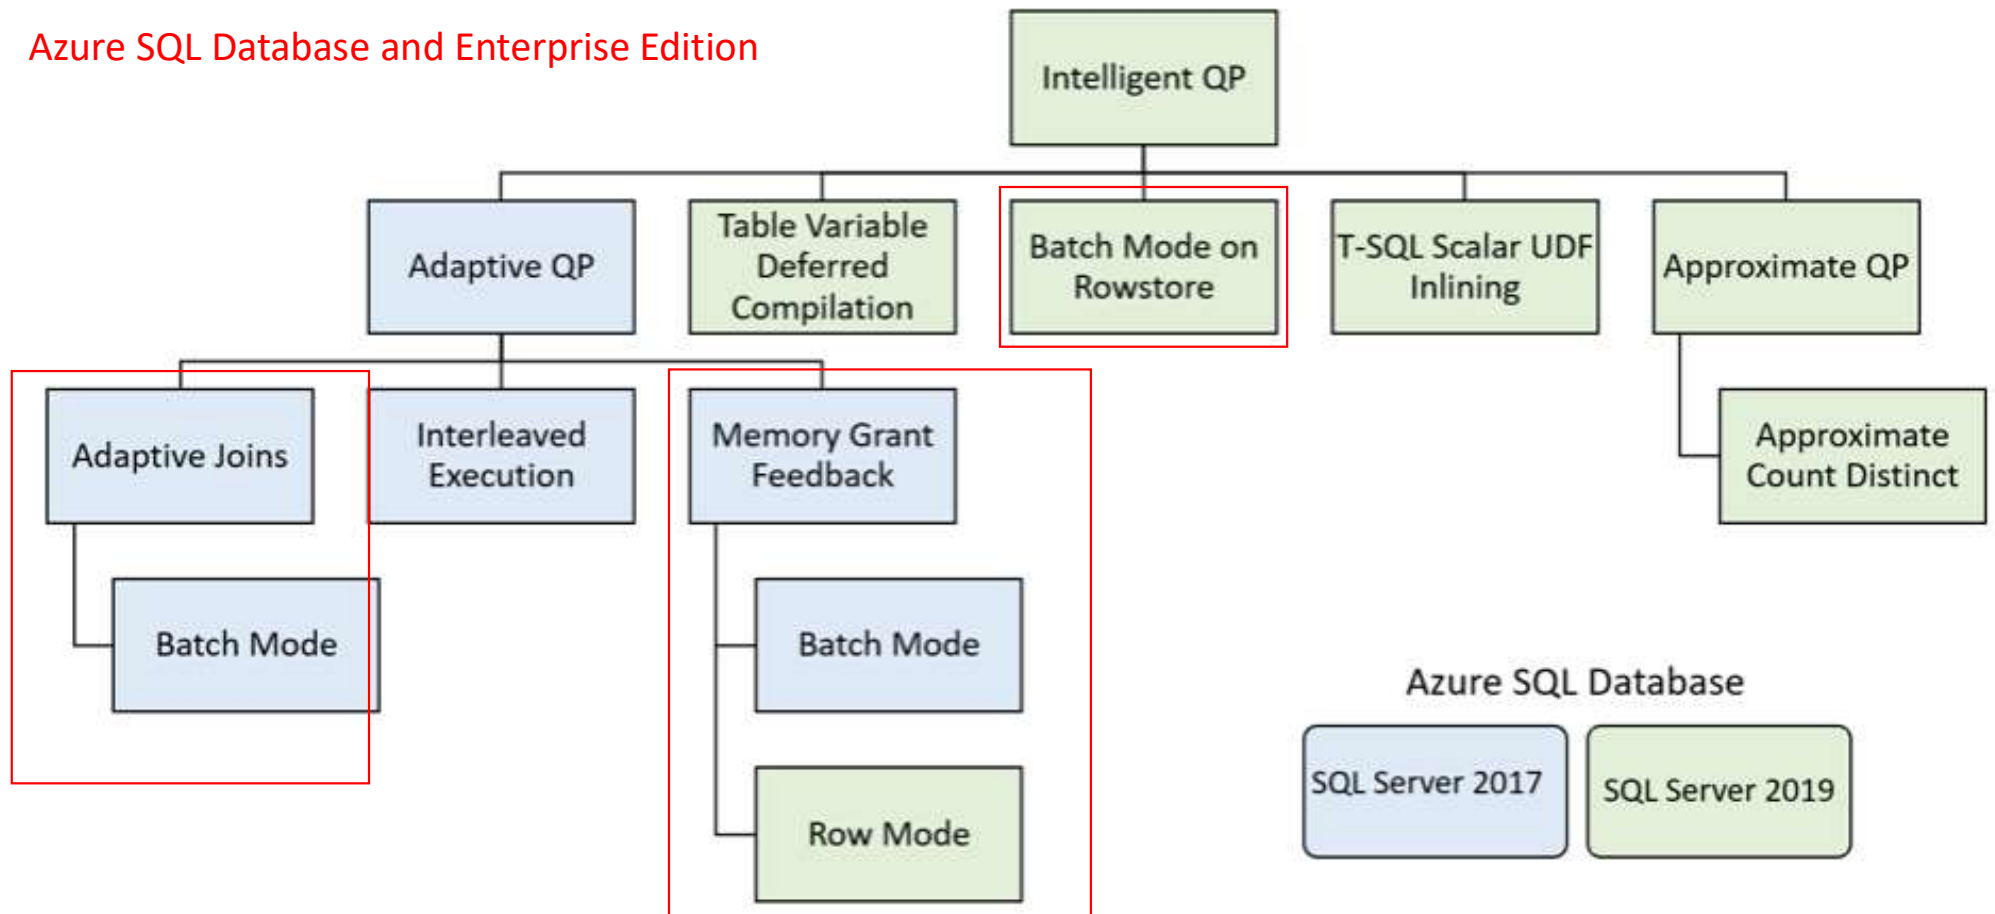 Azure SQL Database and Enterprise Edition
Intelligent QP
Adaptive QP
Table Variable
Deferred
Compilation
Batch Mode on
Rowstore
T-SQL Scalar UDF
Inlining
Approximate QP
Adaptive Joins
Interleaved
Execution
Memory Grant
Feedback
Approximate
Count Distinct
Batch Mode
Batch Mode
Row Mode
Azure SQL Database
SQL Server 2017
SQL Server 2019